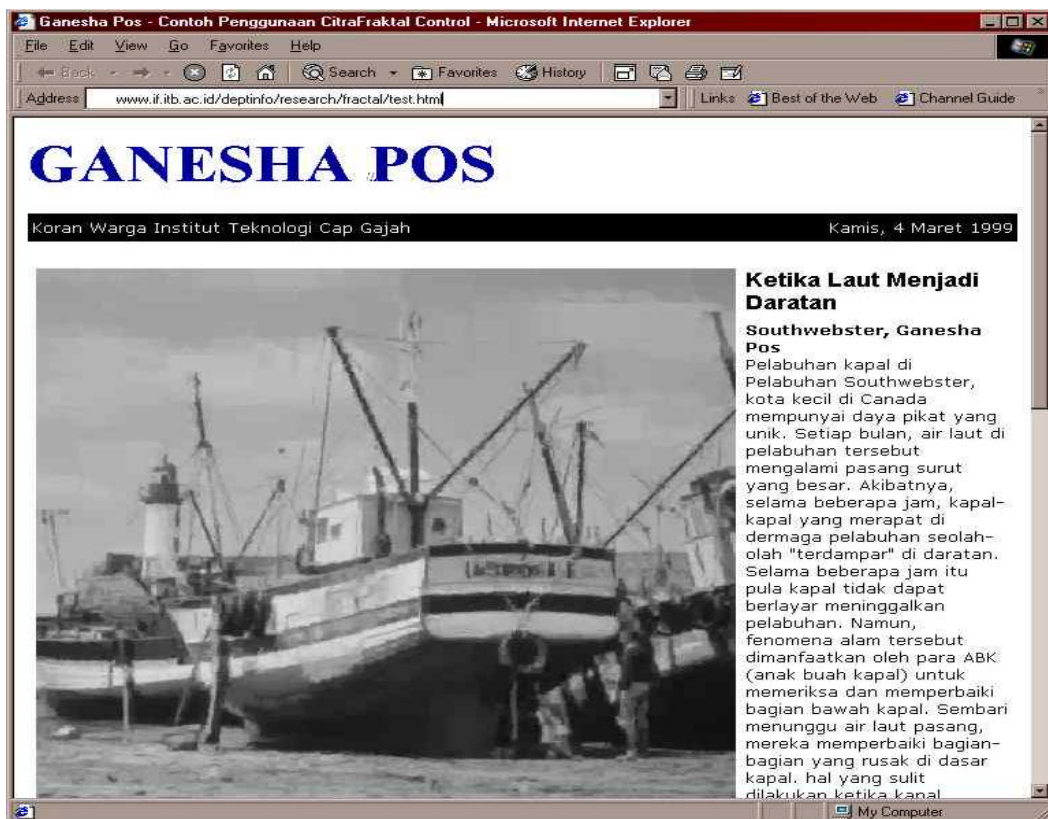 Ganesha Pos - Contoh Penggunaan CitraFraktal Control - Microsoft Internet Explorer
File Edit View Go Favorites Help
Back Search Favorites History
Address www.if.itb.ac.id/deptinfo/research/fractal/test.html Links Best of the Web Channel Guide
GANESHA POS
Koran Warga Institut Teknologi Cap Gajah Kamis, 4 Maret 1999
Ketika Laut Menjadi
Daratan
Southwebster, Ganesha
Pos
Pelabuhan kapal di
Pelabuhan Southwebster,
kota kecil di Canada
mempunyai daya pikat yang
unik. Setiap bulan, air laut di
pelabuhan tersebut
mengalami pasang surut
yang besar. Akibatnya,
selama beberapa jam, kapal-
kapal yang merapat di
dermaga pelabuhan seolah-
olah "terdampar" di daratan.
Selama beberapa jam itu
pula kapal tidak dapat
berlayar meninggalkan
pelabuhan. Namun,
fenomena alam tersebut
dimanfaatkan oleh para ABK
(anak buah kapal) untuk
memeriksa dan memperbaiki
bagian bawah kapal. Sembari
menunggu air laut pasang,
mereka memperbaiki bagian-
bagian yang rusak di dasar
kapal. hal yang sulit
dilakukan ketika kapal
My Computer